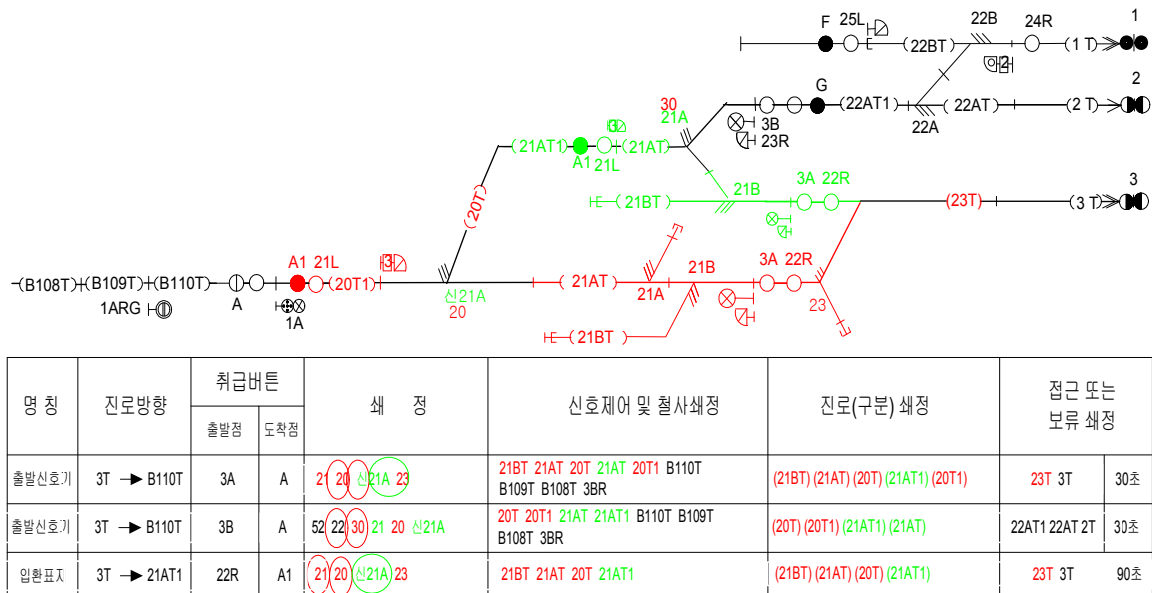 1
F 25L 22B 24R
(22BT) (1 T)
2
2
G
30
21A
(22AT1) (22AT) (2 T)
3B 22A
23R
3
(21AT1) (21AT)
A1 21L
3
21B 3A 22R
(21BT) (23T) (3 T)
(20T)
A1 21L 3 21B 3A 22R
(B108T) (B109T) (B110T) (20T1) (21AT)
1ARG A 1A 신21A 21A 23
20
(21BT)
명 칭 진로방향 취급버튼 쇄 정 신호제어 및 철사쇄정 진로(구분) 쇄정 접근 또는
보류 쇄정
출발점 도착점
출발신호기 3T → B110T 3A A 21 20 신21A 23 21BT 21AT 20T 21AT 20T1 B110T (21BT) (21AT) (20T) (21AT1) (20T1) 23T 3T 30초
B109T B108T 3BR
출발신호기 3T → B110T 3B A 52 22 30 21 20 신21A 20T 20T1 21AT 21AT1 B110T B109T (20T) (20T1) (21AT1) (21AT) 22AT1 22AT 2T 30초
B108T 3BR
입환표지 3T → 21AT1 22R A1 21 20 신21A 23 21BT 21AT 20T 21AT1 (21BT) (21AT) (20T) (21AT1) 23T 3T 90초